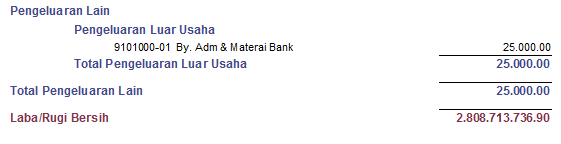 Pengeluaran Lain
Pengeluaran Luar Usaha
9101000-01 By. Adm & Materai Bank 25.000.00
Total Pengeluaran Luar Usaha 25.000.00
Total Pengeluaran Lain 25.000.00
Laba/Rugi Bersih 2.808.713.736.90